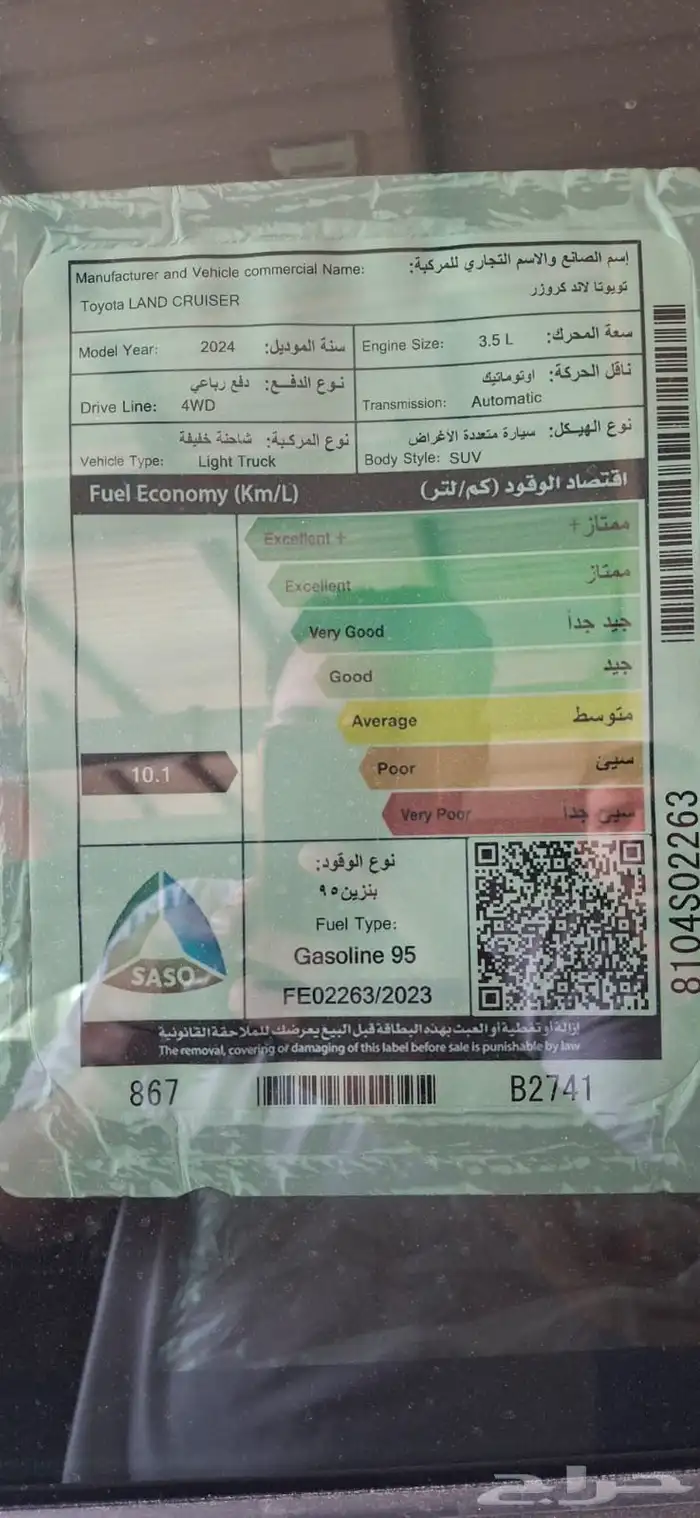 إسم الصانع والاسم التجاري للمركبة:
Manufacturer and Vehicle commercial Name:
تويوتا لاند كروزر
Toyota LAND CRUISER
Model Year: 2024 سنة الموديل:
Engine Size: 3.5 L سعة المحرك:
نوع الدفع: دفع رباعي
Drive Line: 4WD
ناقل الحركة: اوتوماتيك
Transmission: Automatic
نوع المركبة: شاحنة خفيفة
Vehicle Type: Light Truck
نوع الهيكل: سيارة متعددة الأغراض
Body Style: SUV
Fuel Economy (Km/L) اقتصاد الوقود (كم/لتر)
Excellent + ممتاز+
Excellent ممتاز
Very Good جيد جداً
Good جيد
Average متوسط
10.1
Poor سيئ
Very Poor سيئ جداً
SASO
نوع الوقود:
بنزين ٩٥
Fuel Type:
Gasoline 95
FE02263/2023
إزالة أو تغطية أو العبث بهذه البطاقة قبل البيع يعرضك للملاحقة القانونية
The removal, covering or damaging of this label before sale is punishable by law
867 B2741
8104S02263
حراج